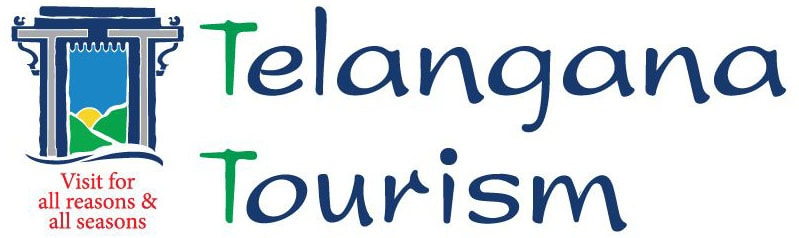 Telangana
Tourism
Visit for
all reasons &
all seasons